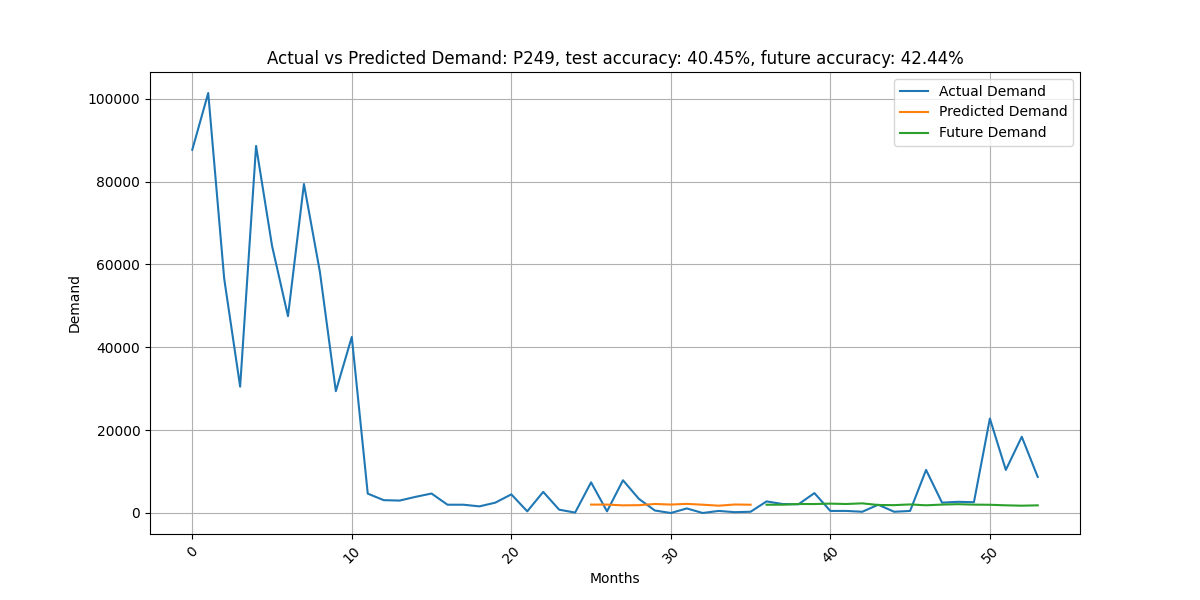 Actual vs Predicted Demand: P249, test accuracy: 40.45%, future accuracy: 42.44%
Actual Demand
Predicted Demand
Future Demand
100000
80000
60000
40000
20000
0
Demand
0
10
20
30
40
50
Months